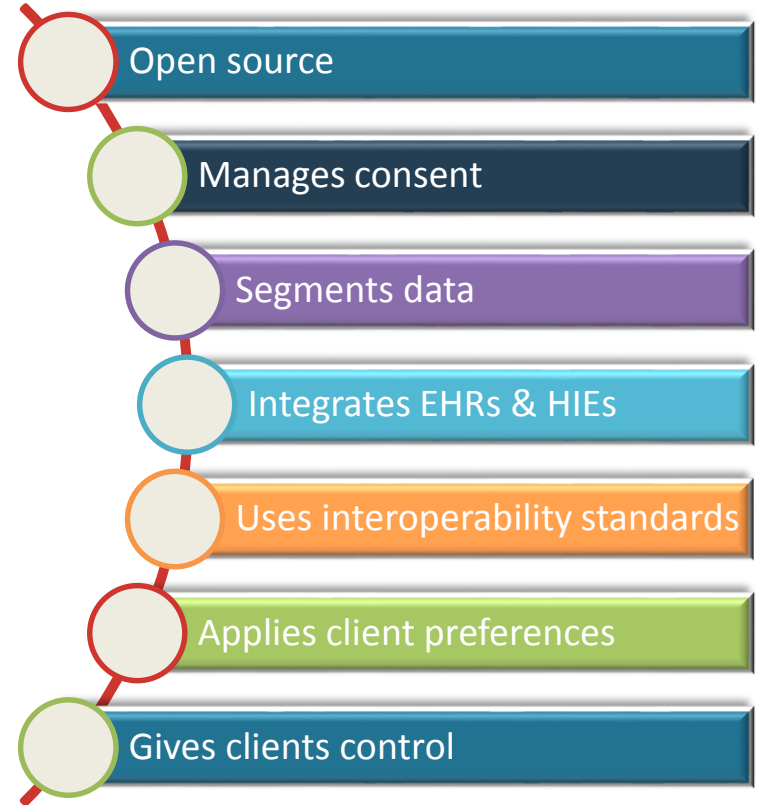 Open source
Manages consent
Segments data
Integrates EHRs & HIEs
Uses interoperability standards
Applies client preferences
Gives clients control